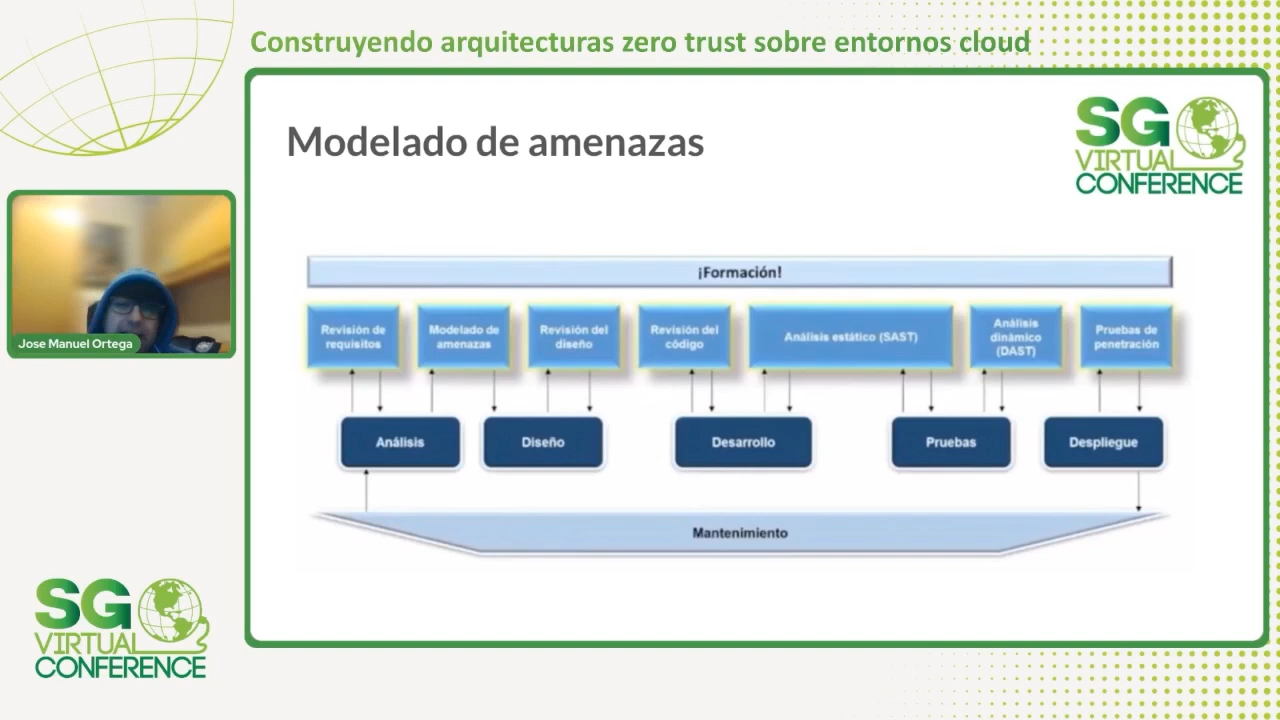 Construyendo arquitecturas zero trust sobre entornos cloud
Modelado de amenazas
SG
VIRTUAL
CONFERENCE
¡Formación!
Revisión de
requisitos
Modelado de
amenazas
Revisión del
diseño
Revisión del
código
Análisis estático (SAST)
Análisis
dinámico
(DAST)
Pruebas de
penetración
Jose Manuel Ortega
Análisis
Diseño
Desarrollo
Pruebas
Despliegue
Mantenimiento
SG
VIRTUAL
CONFERENCE